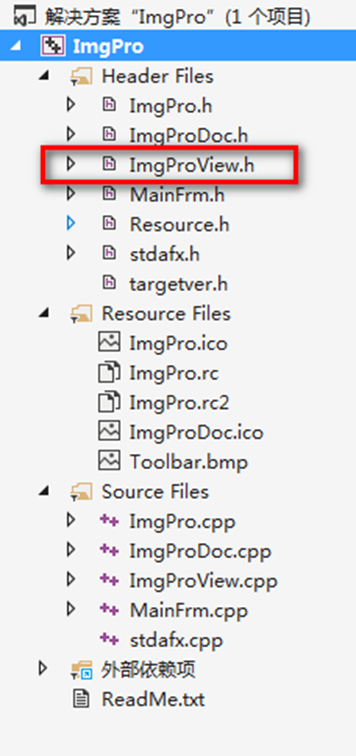 解决方案“ImgPro”(1 个项目)
ImgPro
Header Files
ImgPro.h
ImgProDoc.h
ImgProView.h
MainFrm.h
Resource.h
stdafx.h
targetver.h
Resource Files
ImgPro.ico
ImgPro.rc
ImgPro.rc2
ImgProDoc.ico
Toolbar.bmp
Source Files
ImgPro.cpp
ImgProDoc.cpp
ImgProView.cpp
MainFrm.cpp
stdafx.cpp
外部依赖项
ReadMe.txt